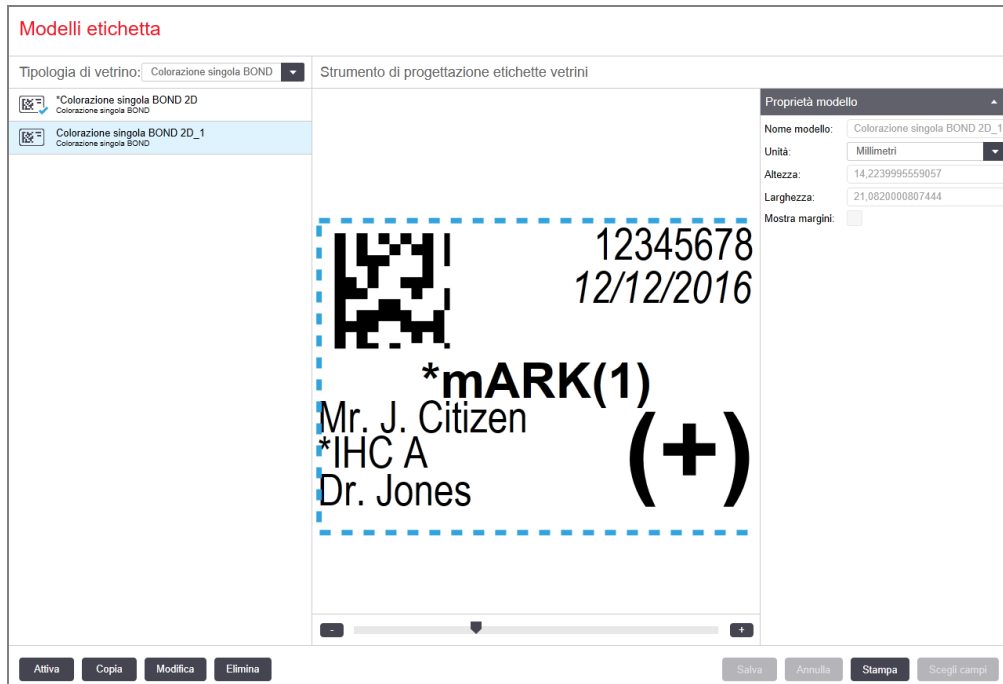 Modelli etichetta
Tipologia di vetrino: Colorazione singola BOND
Strumento di progettazione etichette vetrini
*Colorazione singola BOND 2D
Colorazione singola BOND
Colorazione singola BOND 2D_1
Colorazione singola BOND
12345678
12/12/2016
*mARK(1)
Mr. J. Citizen
*IHC A
Dr. Jones
(+)
Proprietà modello
Nome modello: Colorazione singola BOND 2D_1
Unità: Millimetri
Altezza: 14,2239995559057
Larghezza: 21,0820000807444
Mostra margini:
- +
Attiva Copia Modifica Elimina Salva Annulla Stampa Scegli campi